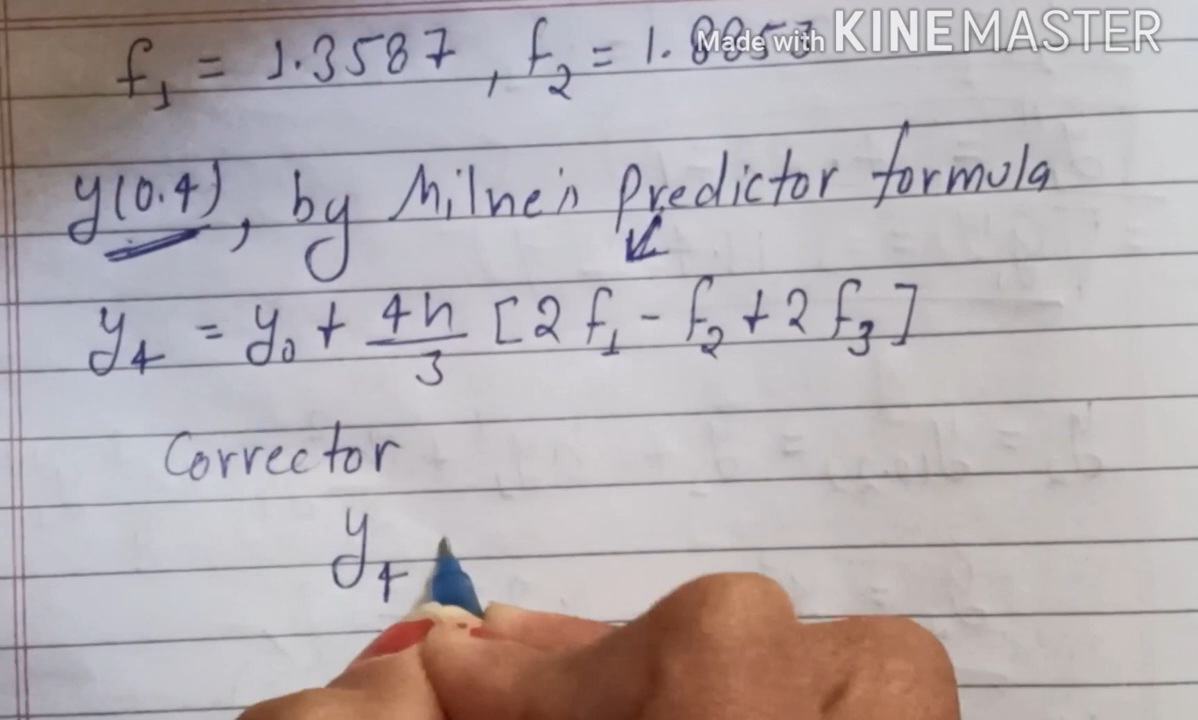 f₁ = 1.3587, f₂ = 1.
Made with KINEMASTER
y(0.4), by Milne's Predictor formula
y₄ = y₀ + 4h/3 [2f₁ - f₂ + 2f₃]
Corrector
y₄